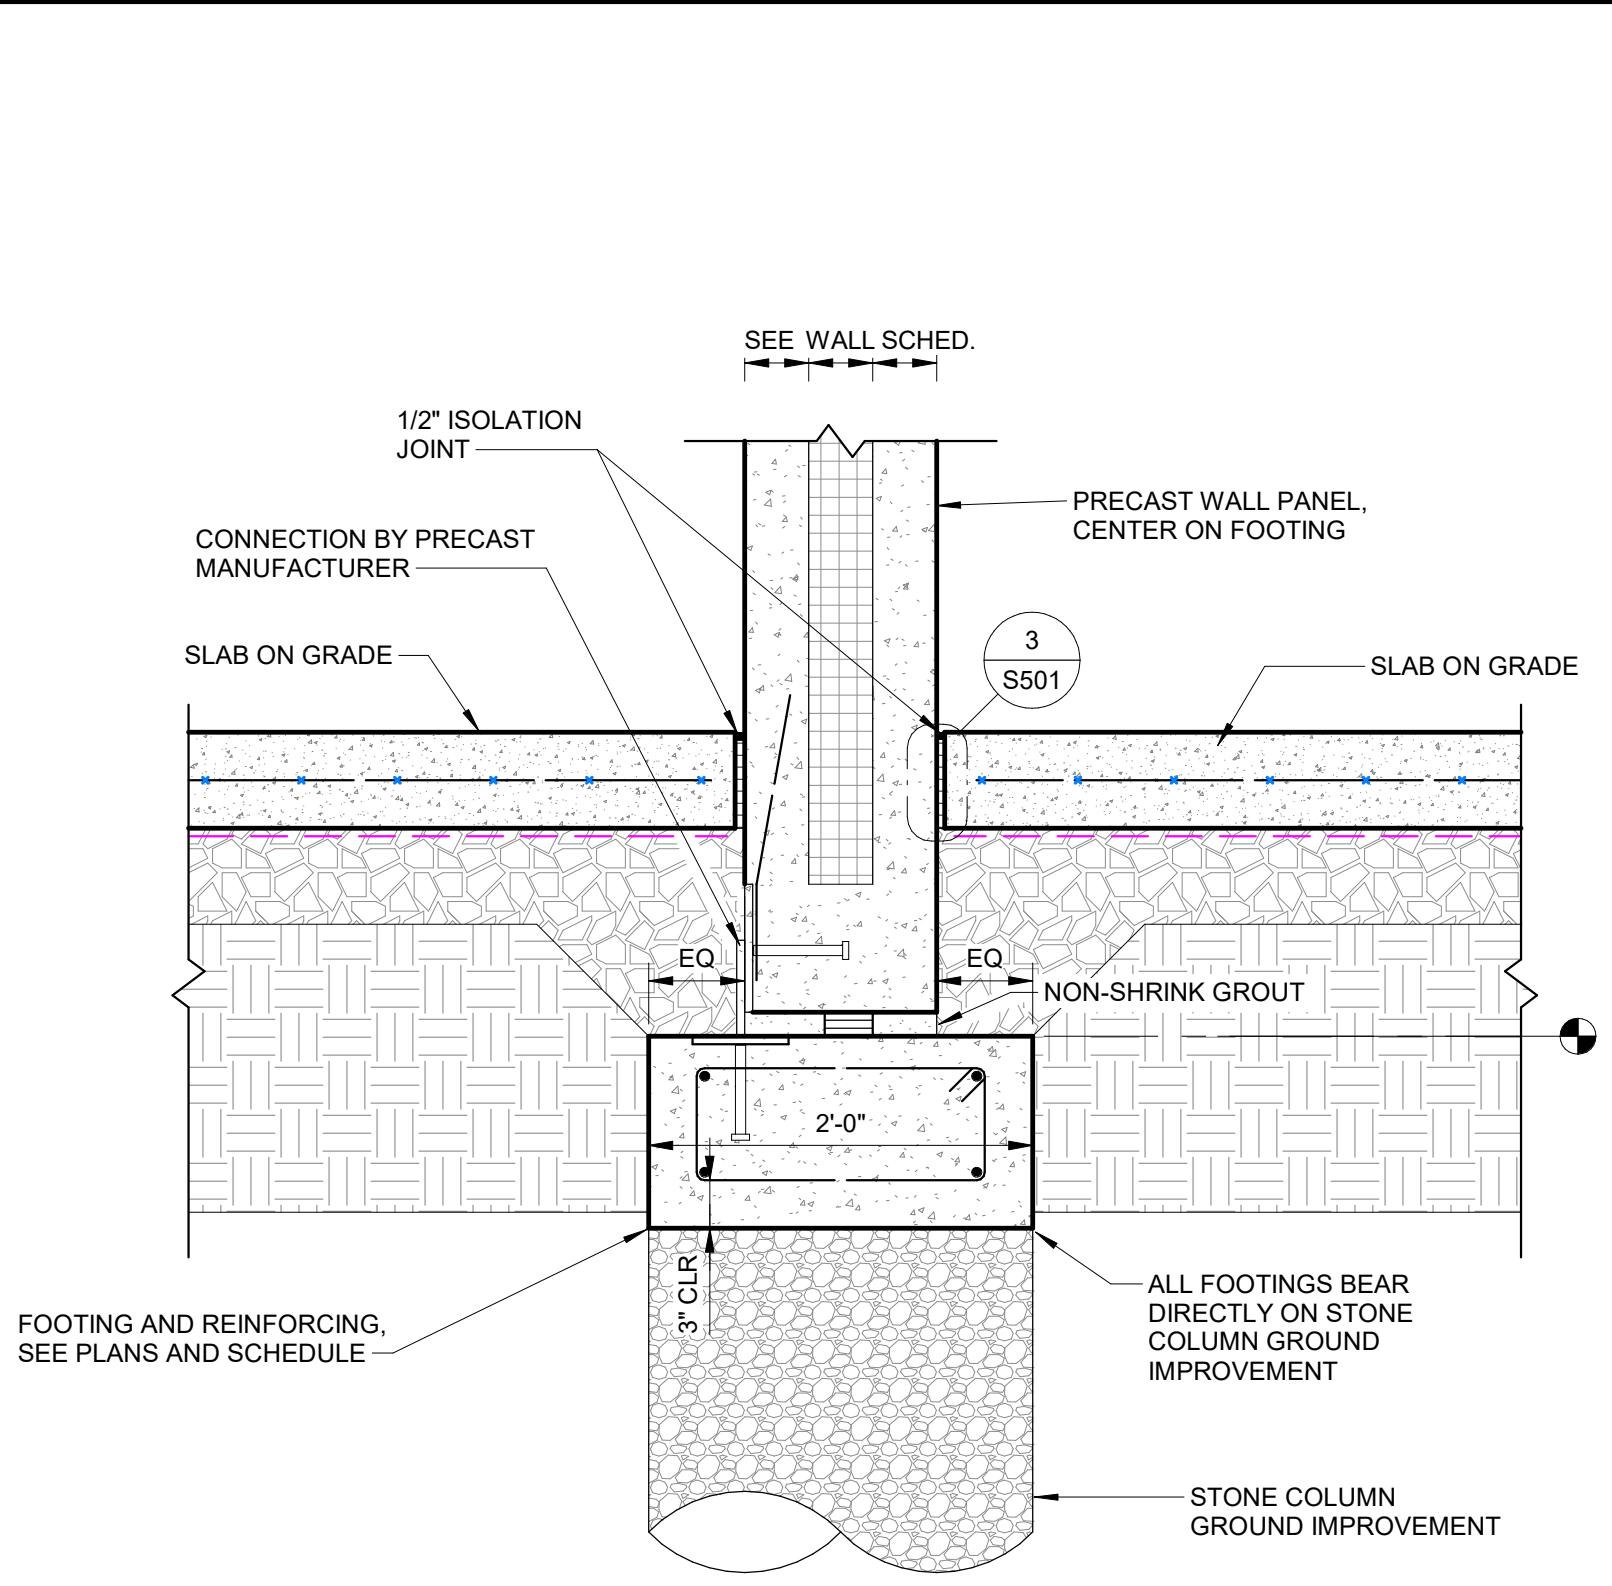 SEE WALL SCHED.
1/2" ISOLATION
JOINT
PRECAST WALL PANEL,
CENTER ON FOOTING
CONNECTION BY PRECAST
MANUFACTURER
3
S501
SLAB ON GRADE
SLAB ON GRADE
EQ
EQ
NON-SHRINK GROUT
2'-0"
3" CLR
ALL FOOTINGS BEAR
DIRECTLY ON STONE
COLUMN GROUND
IMPROVEMENT
FOOTING AND REINFORCING,
SEE PLANS AND SCHEDULE
STONE COLUMN
GROUND IMPROVEMENT